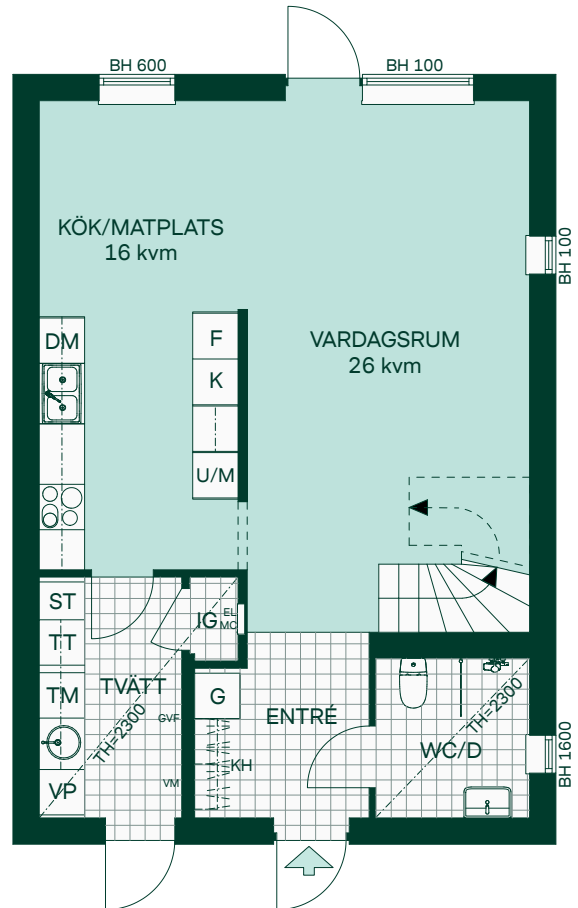 BH 600
BH 100
KÖK/MATPLATS
16 kvm
BH 100
DM
F
K
VARDAGSRUM
26 kvm
U/M
ST
IG
EL
MC
TT
TM
TVÄTT
G
GVF
ENTRÉ
TH=2300
TH=2300
WC/D
BH 1600
KH
VM
VP